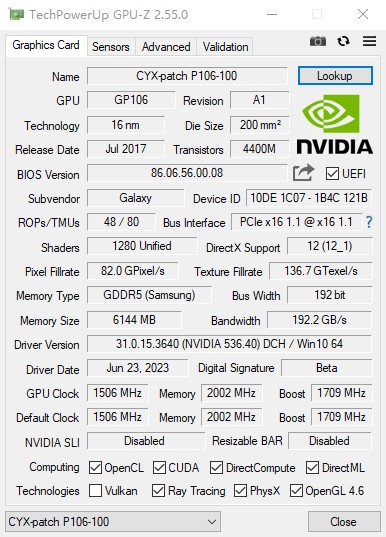 TechPowerUp GPU-Z 2.55.0
Graphics Card Sensors Advanced Validation
Name CYX-patch P106-100 Lookup
GPU GP106 Revision A1
Technology 16 nm Die Size 200 mm²
Release Date Jul 2017 Transistors 4400M
NVIDIA
BIOS Version 86.06.56.00.08 UEFI
Subvendor Galaxy Device ID 10DE 1C07 - 1B4C 121B
ROPs/TMUs 48 / 80 Bus Interface PCIe x16 1.1 @ x16 1.1 ?
Shaders 1280 Unified DirectX Support 12 (12_1)
Pixel Fillrate 82.0 GPixel/s Texture Fillrate 136.7 GTexel/s
Memory Type GDDR5 (Samsung) Bus Width 192 bit
Memory Size 6144 MB Bandwidth 192.2 GB/s
Driver Version 31.0.15.3640 (NVIDIA 536.40) DCH / Win10 64
Driver Date Jun 23, 2023 Digital Signature Beta
GPU Clock 1506 MHz Memory 2002 MHz Boost 1709 MHz
Default Clock 1506 MHz Memory 2002 MHz Boost 1709 MHz
NVIDIA SLI Disabled Resizable BAR Disabled
Computing OpenCL CUDA DirectCompute DirectML
Technologies Vulkan Ray Tracing PhysX OpenGL 4.6
CYX-patch P106-100 Close